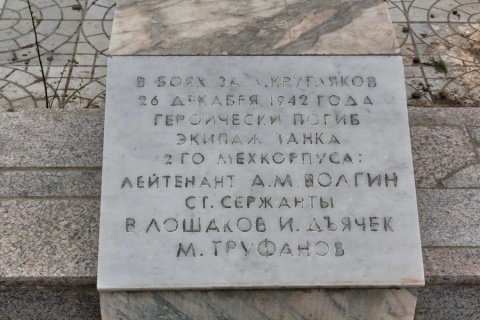 В БОЯХ ЗА Х.КРУГЛЯКОВ
26 ДЕКАБРЯ 1942 ГОДА
ГЕРОИЧЕСКИ ПОГИБ
ЭКИПАЖ ТАНКА
2 ГО МЕХКОРПУСА:
ЛЕЙТЕНАНТ А.М.ВОЛГИН
СТ. СЕРЖАНТЫ
В.ЛОШАКОВ И.ДЪЯЧЕК
М.ТРУФАНОВ